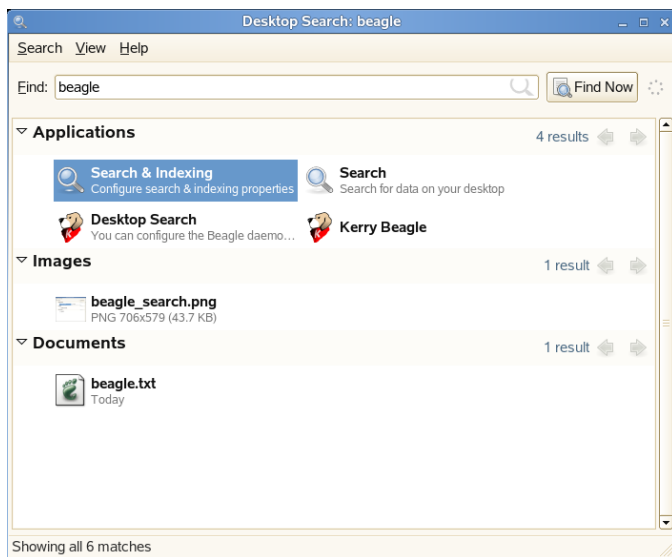 Desktop Search: beagle
Search View Help
Find: beagle Find Now
Applications 4 results
Search & Indexing
Configure search & indexing properties
Search
Search for data on your desktop
Desktop Search
You can configure the Beagle daemo...
Kerry Beagle
Images 1 result
beagle_search.png
PNG 706x579 (43.7 KB)
Documents 1 result
beagle.txt
Today
Showing all 6 matches